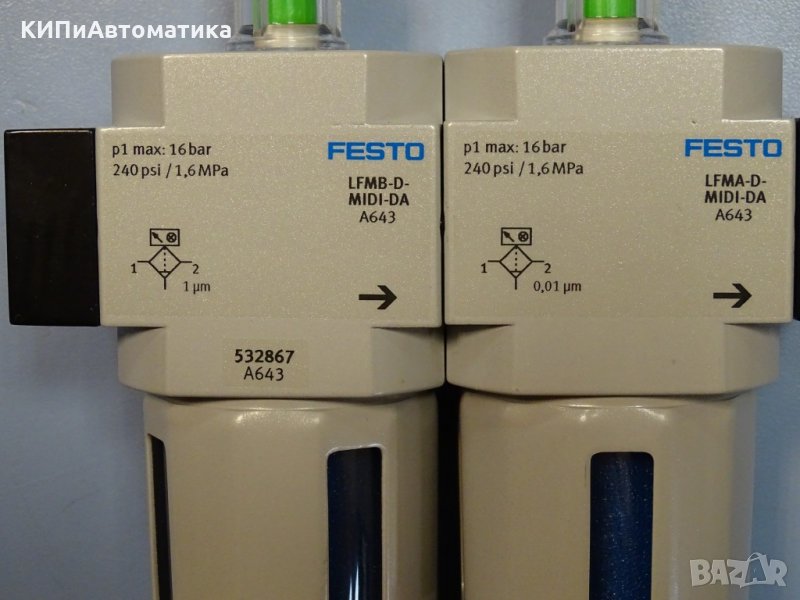 КИПиАвтоматика
p1 max: 16 bar
240 psi / 1,6 MPa
FESTO
LFMB-D-
MIDI-DA
A643
1
2
1 µm
532867
A643
p1 max: 16 bar
240 psi / 1,6 MPa
FESTO
LFMA-D-
MIDI-DA
A643
1
2
0,01 µm
BAZAR